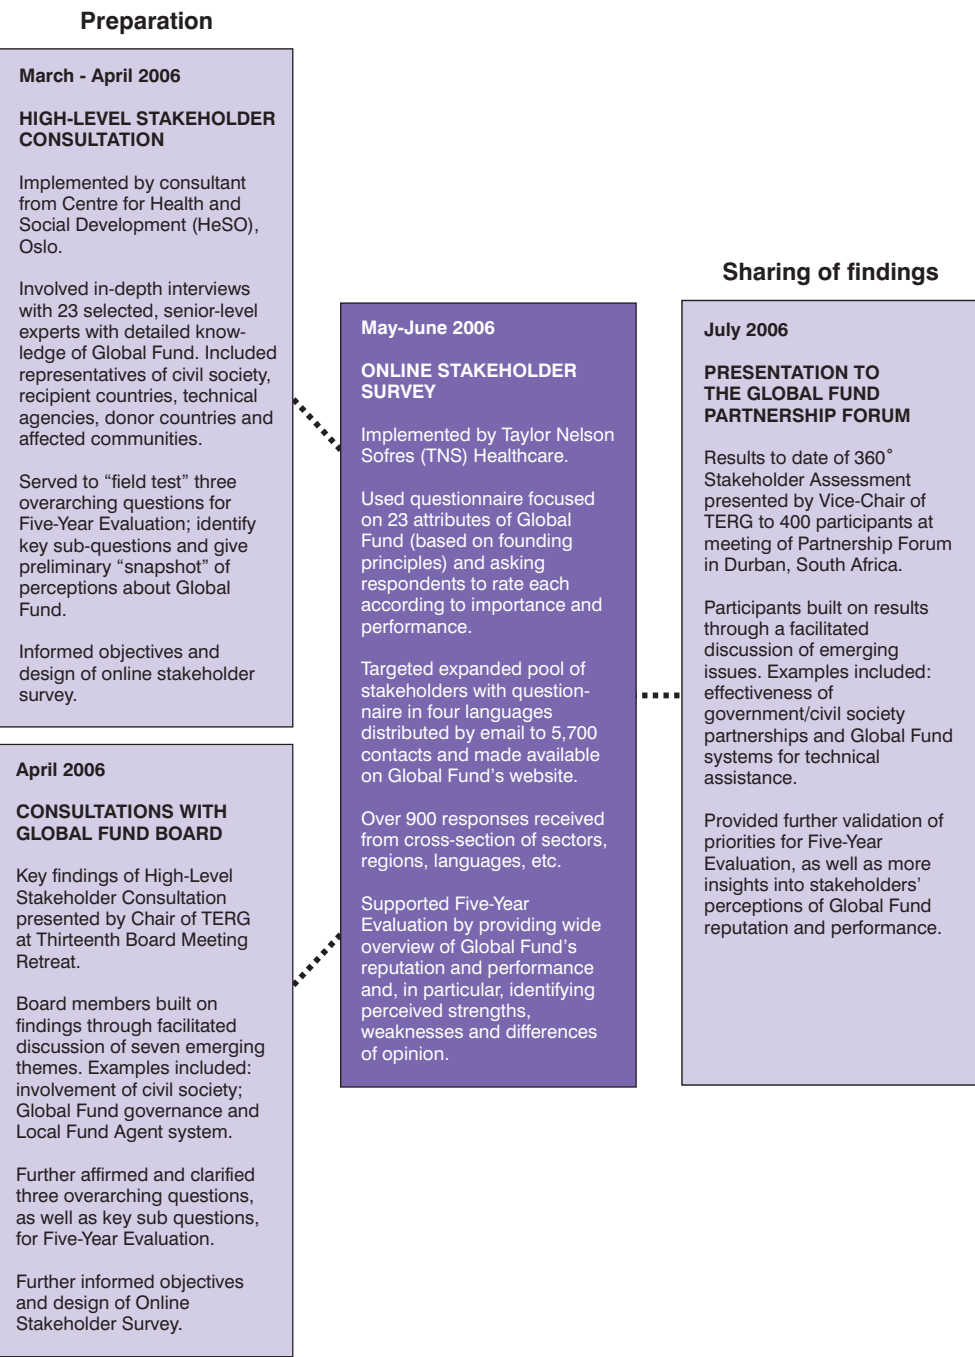 Preparation
March - April 2006
HIGH-LEVEL STAKEHOLDER
CONSULTATION
Implemented by consultant
from Centre for Health and
Social Development (HeSO),
Oslo.
Involved in-depth interviews
with 23 selected, senior-level
experts with detailed know-
ledge of Global Fund. Included
representatives of civil society,
recipient countries, technical
agencies, donor countries and
affected communities.
Served to “field test” three
overarching questions for
Five-Year Evaluation; identify
key sub-questions and give
preliminary “snapshot” of
perceptions about Global
Fund.
Informed objectives and
design of online stakeholder
survey.
April 2006
CONSULTATIONS WITH
GLOBAL FUND BOARD
Key findings of High-Level
Stakeholder Consultation
presented by Chair of TERG
at Thirteenth Board Meeting
Retreat.
Board members built on
findings through facilitated
discussion of seven emerging
themes. Examples included:
involvement of civil society;
Global Fund governance and
Local Fund Agent system.
Further affirmed and clarified
three overarching questions,
as well as key sub questions,
for Five-Year Evaluation.
Further informed objectives
and design of Online
Stakeholder Survey.
May-June 2006
ONLINE STAKEHOLDER
SURVEY
Implemented by Taylor Nelson
Sofres (TNS) Healthcare.
Used questionnaire focused
on 23 attributes of Global
Fund (based on founding
principles) and asking
respondents to rate each
according to importance and
performance.
Targeted expanded pool of
stakeholders with question-
naire in four languages
distributed by email to 5,700
contacts and made available
on Global Fund’s website.
Over 900 responses received
from cross-section of sectors,
regions, languages, etc.
Supported Five-Year
Evaluation by providing wide
overview of Global Fund’s
reputation and performance
and, in particular, identifying
perceived strengths,
weaknesses and differences
of opinion.
Sharing of findings
July 2006
PRESENTATION TO
THE GLOBAL FUND
PARTNERSHIP FORUM
Results to date of 360˚
Stakeholder Assessment
presented by Vice-Chair of
TERG to 400 participants at
meeting of Partnership Forum
in Durban, South Africa.
Participants built on results
through a facilitated
discussion of emerging
issues. Examples included:
effectiveness of
government/civil society
partnerships and Global Fund
systems for technical
assistance.
Provided further validation of
priorities for Five-Year
Evaluation, as well as more
insights into stakeholders’
perceptions of Global Fund
reputation and performance.